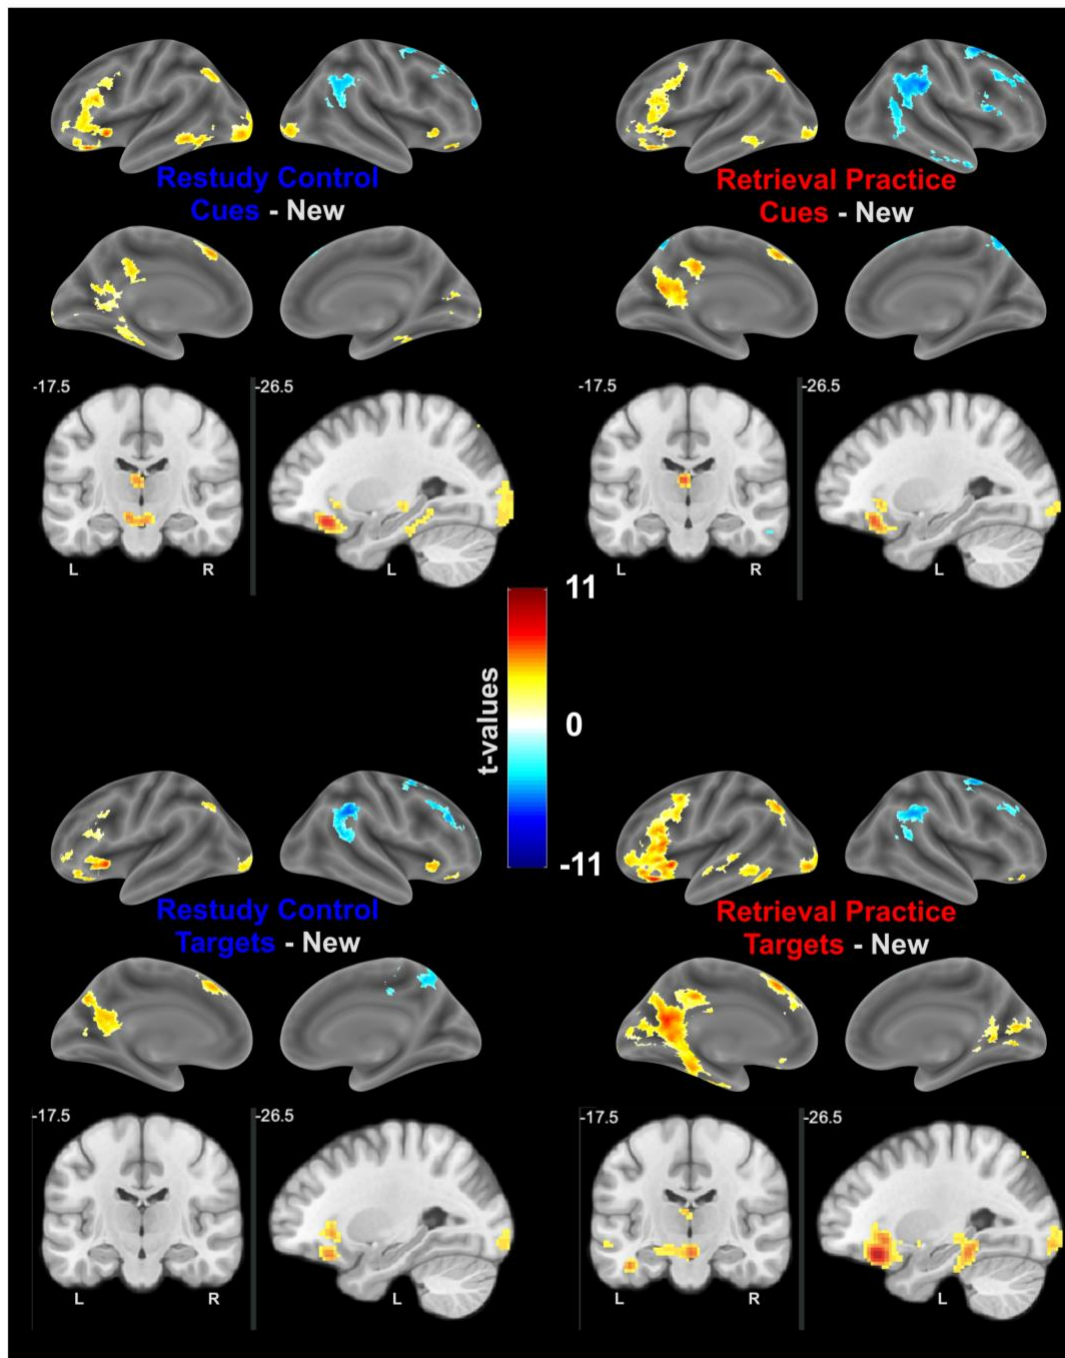 Restudy Control
Cues - New
Retrieval Practice
Cues - New
-17.5
-26.5
-17.5
-26.5
L
R
L
L
R
L
11
t-values
0
-11
Restudy Control
Targets - New
Retrieval Practice
Targets - New
-17.5
-26.5
-17.5
-26.5
L
R
L
L
R
L